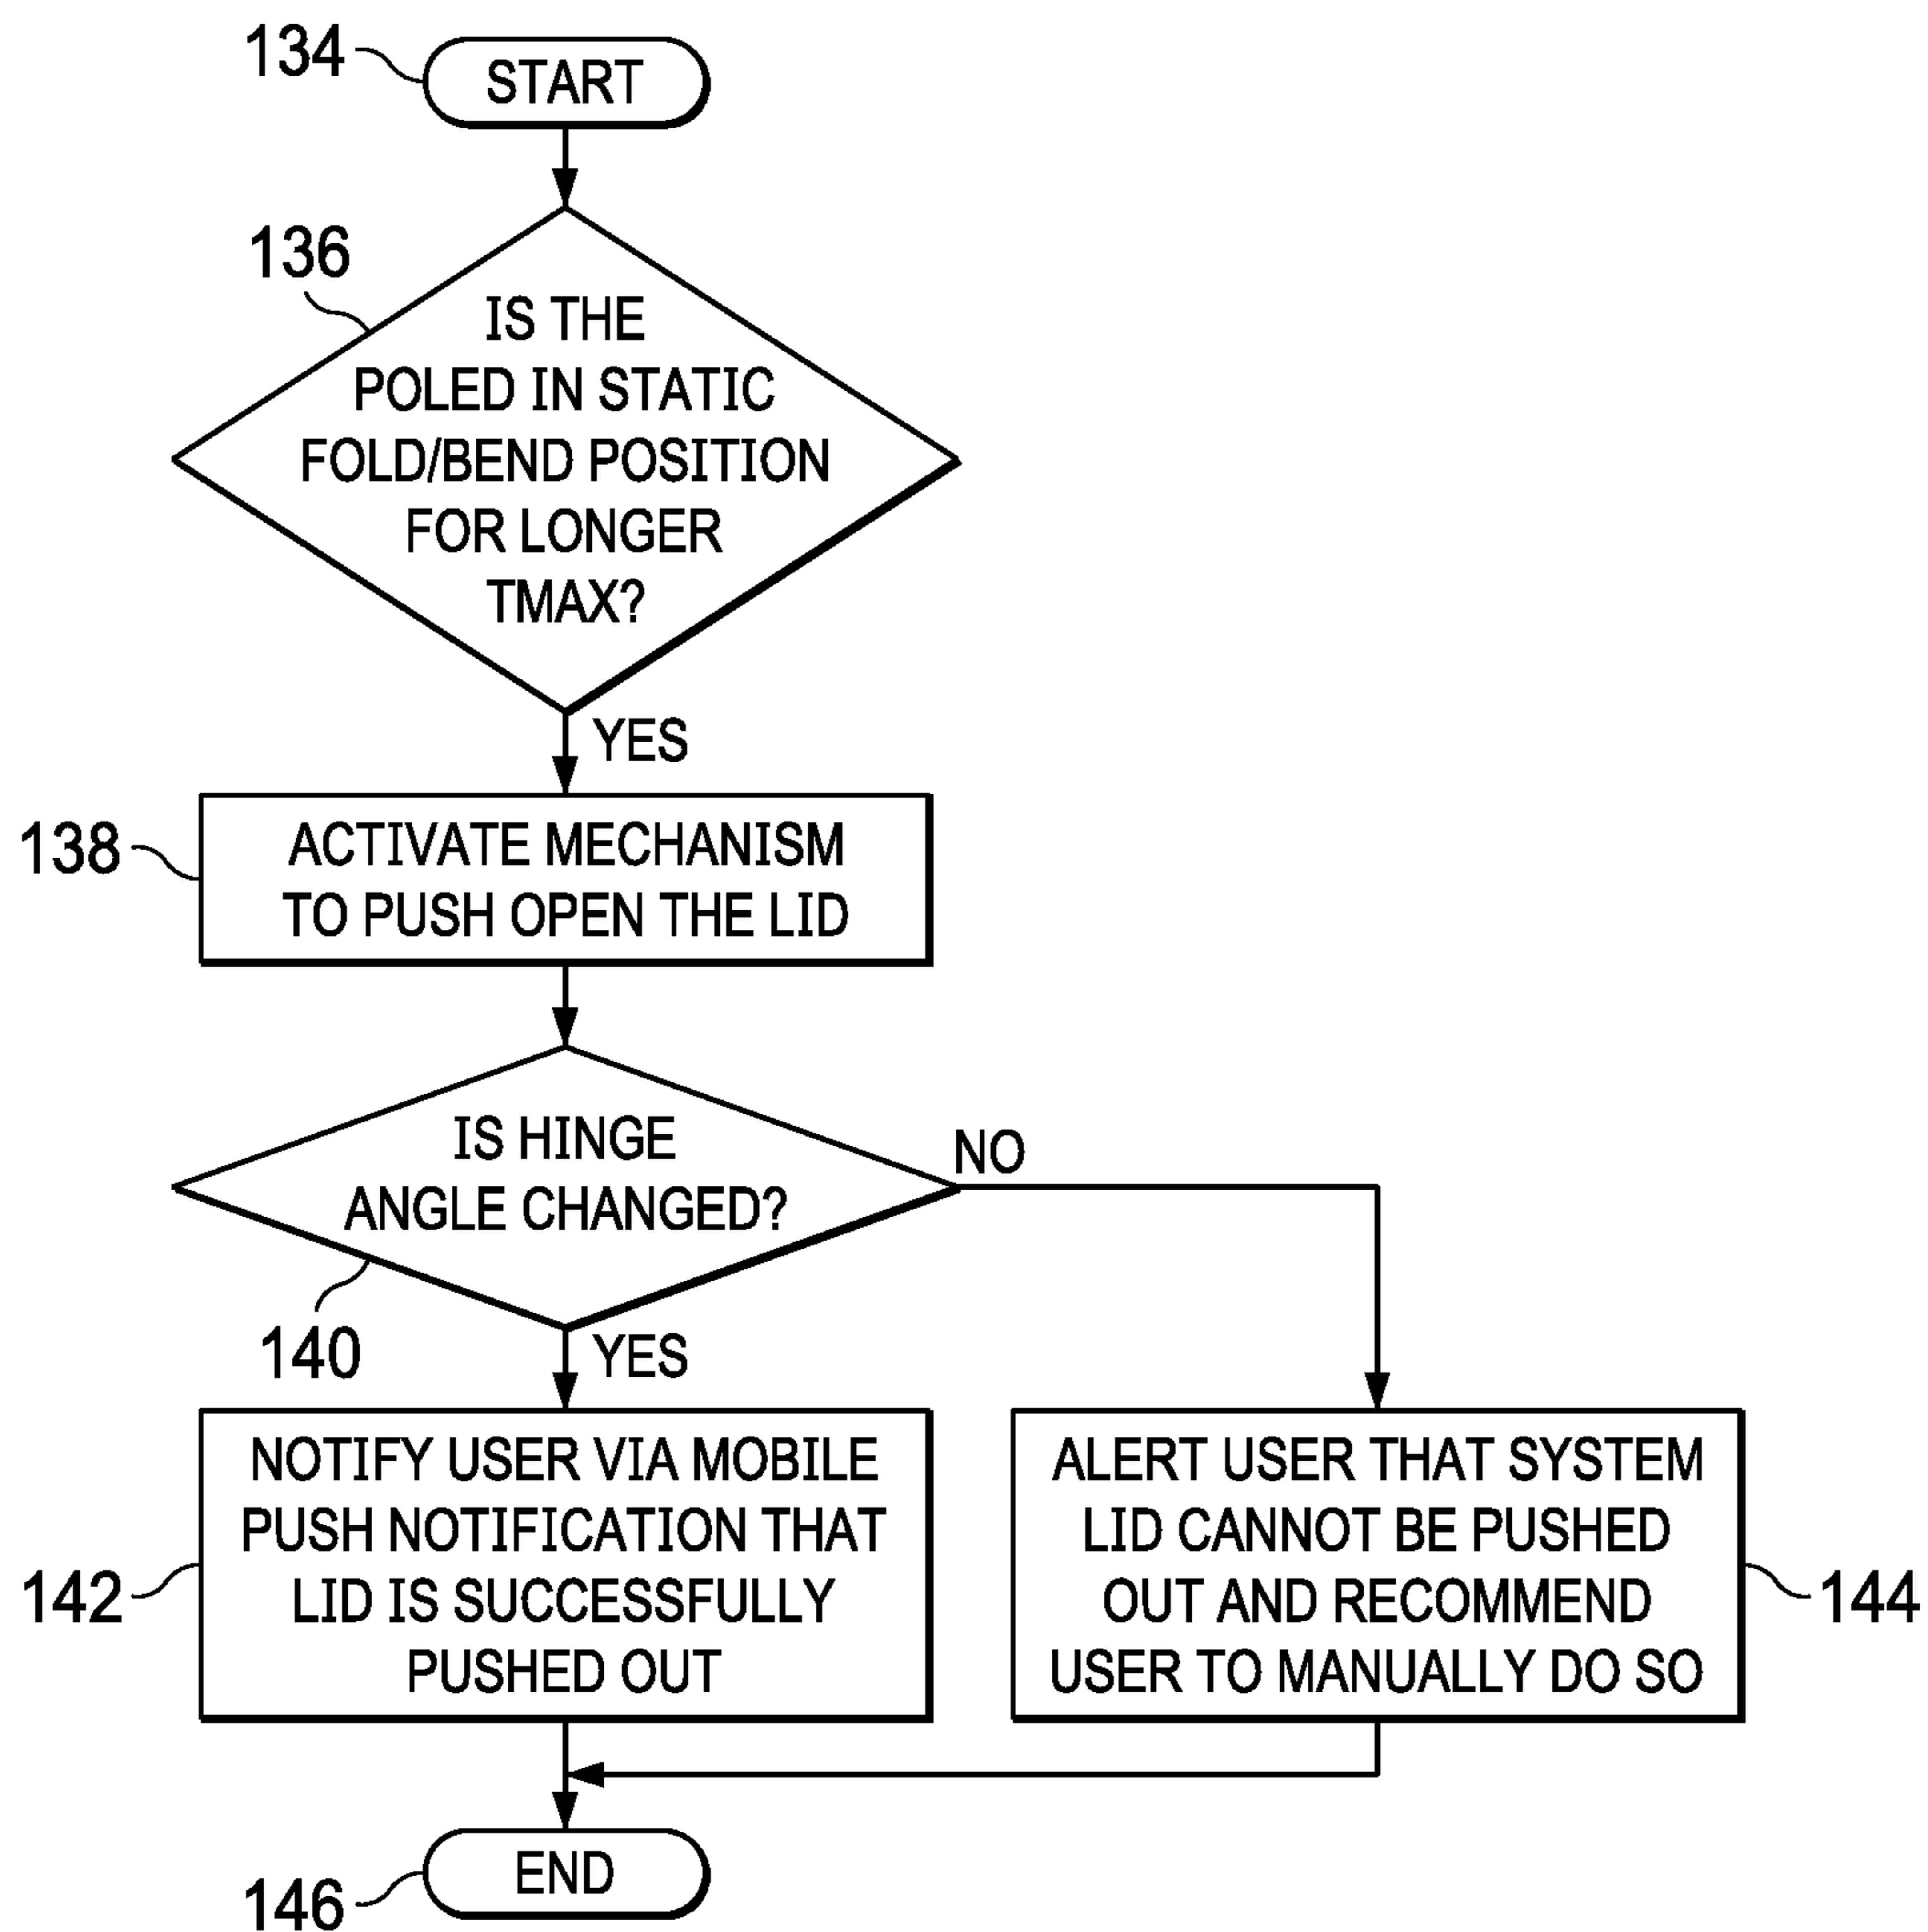 134
START
136
IS THE
POLED IN STATIC
FOLD/BEND POSITION
FOR LONGER
TMAX?
YES
138
ACTIVATE MECHANISM
TO PUSH OPEN THE LID
IS HINGE
ANGLE CHANGED?
NO
140
YES
NOTIFY USER VIA MOBILE
PUSH NOTIFICATION THAT
LID IS SUCCESSFULLY
PUSHED OUT
142
ALERT USER THAT SYSTEM
LID CANNOT BE PUSHED
OUT AND RECOMMEND
USER TO MANUALLY DO SO
144
END
146